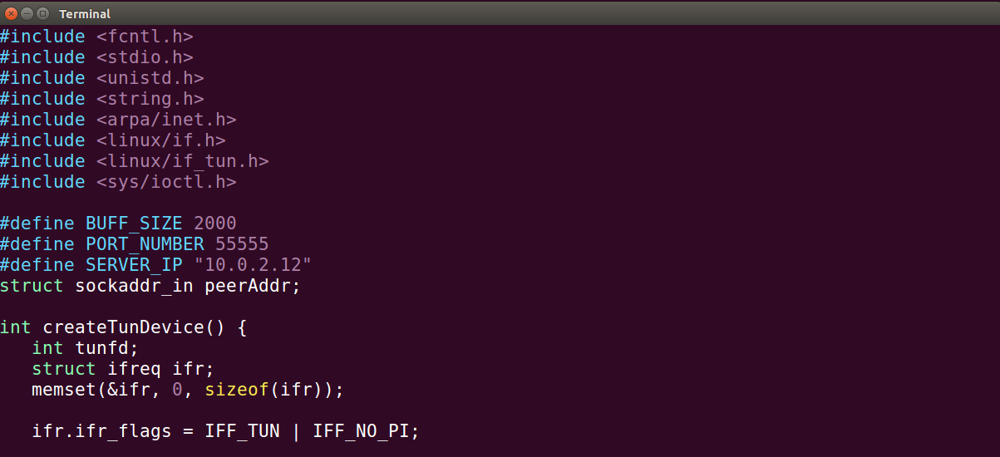 Terminal
#include <fcntl.h>
#include <stdio.h>
#include <unistd.h>
#include <string.h>
#include <arpa/inet.h>
#include <linux/if.h>
#include <linux/if_tun.h>
#include <sys/ioctl.h>

#define BUFF_SIZE 2000
#define PORT_NUMBER 55555
#define SERVER_IP "10.0.2.12"
struct sockaddr_in peerAddr;

int createTunDevice() {
   int tunfd;
   struct ifreq ifr;
   memset(&ifr, 0, sizeof(ifr));

   ifr.ifr_flags = IFF_TUN | IFF_NO_PI;